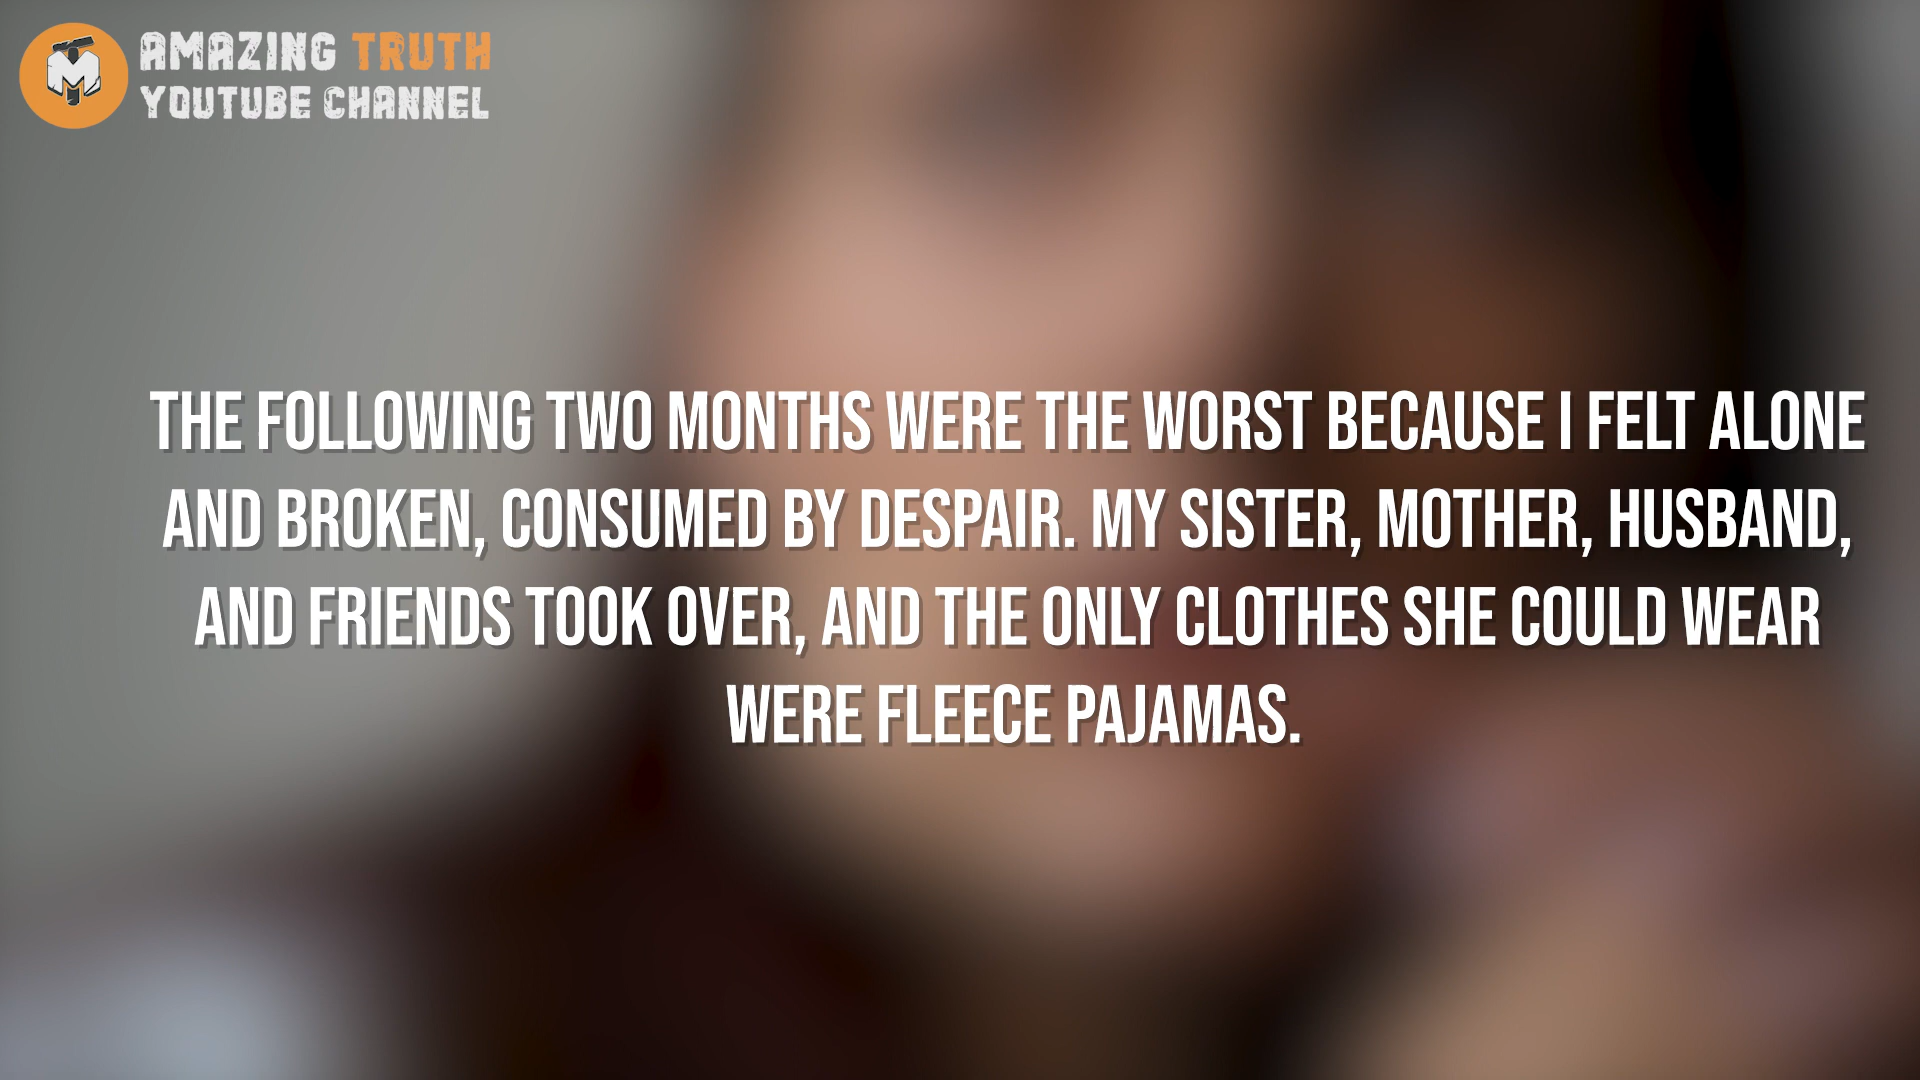 AMAZING TRUTH
YOUTUBE CHANNEL
THE FOLLOWING TWO MONTHS WERE THE WORST BECAUSE I FELT ALONE
AND BROKEN, CONSUMED BY DESPAIR. MY SISTER, MOTHER, HUSBAND,
AND FRIENDS TOOK OVER, AND THE ONLY CLOTHES SHE COULD WEAR
WERE FLEECE PAJAMAS.